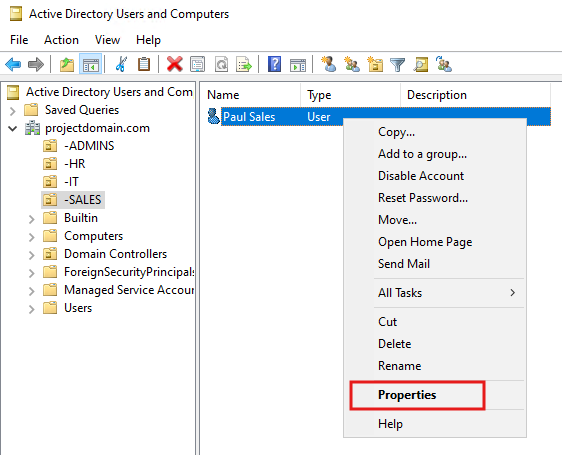 Active Directory Users and Computers
File Action View Help
Active Directory Users and Com
Saved Queries
projectdomain.com
-ADMINS
-HR
-IT
-SALES
Builtin
Computers
Domain Controllers
ForeignSecurityPrincipals
Managed Service Accour
Users
Name Type Description
Paul Sales User
Copy...
Add to a group...
Disable Account
Reset Password...
Move...
Open Home Page
Send Mail
All Tasks
Cut
Delete
Rename
Properties
Help